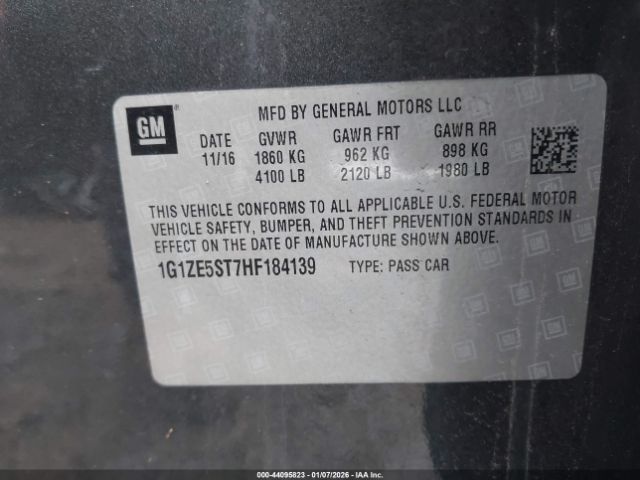 GM
MFD BY GENERAL MOTORS LLC
DATE GVWR GAWR FRT GAWR RR
11/16 1860 KG 962 KG 898 KG
4100 LB 2120 LB 1980 LB
THIS VEHICLE CONFORMS TO ALL APPLICABLE U.S. FEDERAL MOTOR
VEHICLE SAFETY, BUMPER, AND THEFT PREVENTION STANDARDS IN
EFFECT ON THE DATE OF MANUFACTURE SHOWN ABOVE.
1G1ZE5ST7HF184139 TYPE: PASS CAR
000-44095823 | 01/07/2026 - IAA Inc.